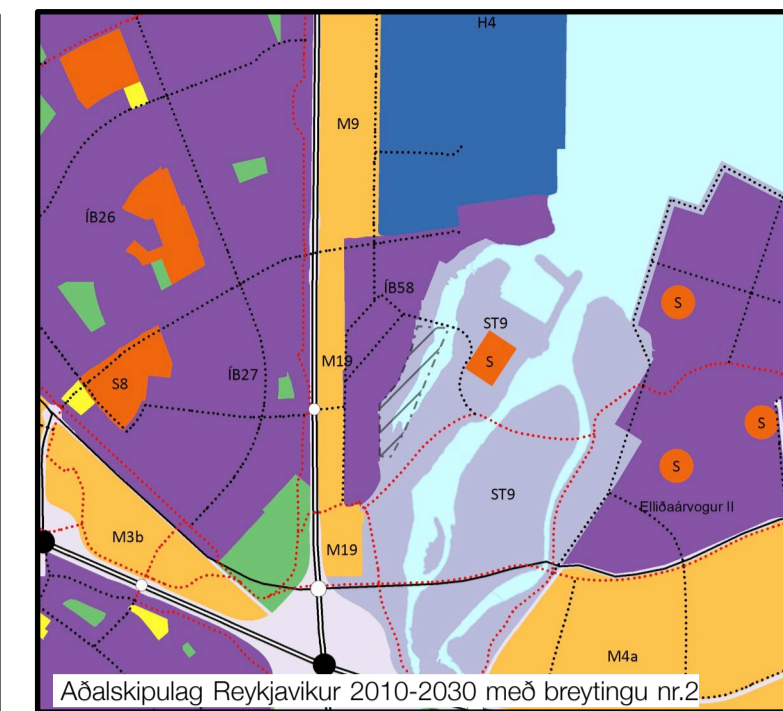 H4
M9
ÍB26
ÍB58
ST9
S
S
M19
S8
ÍB27
S
S
ST9
Elliðaárvogur II
M3b
M19
M4a
Aðalskipulag Reykjavikur 2010-2030 með breytingu nr.2